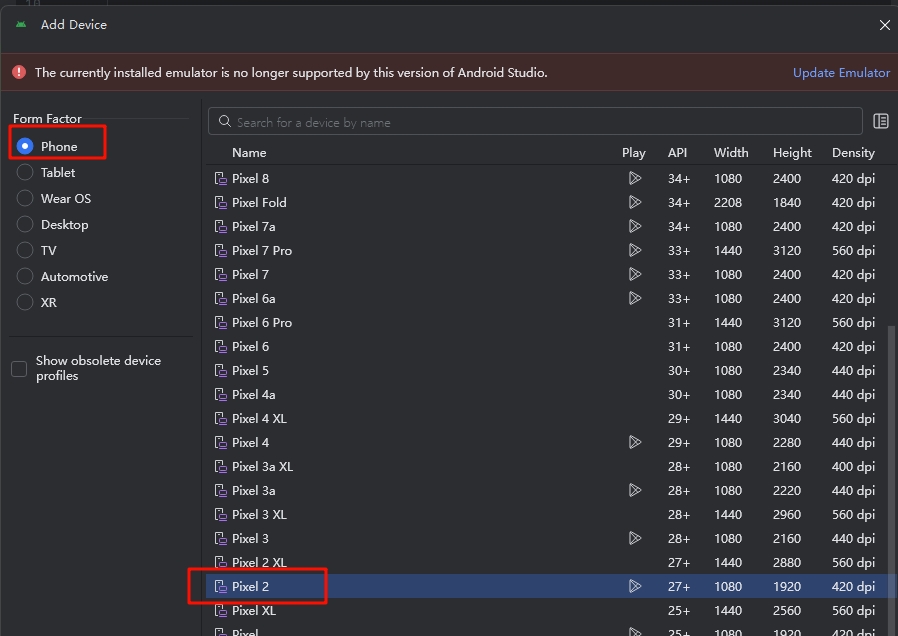 Add Device
The currently installed emulator is no longer supported by this version of Android Studio. Update Emulator
Form Factor
Phone
Tablet
Wear OS
Desktop
TV
Automotive
XR
Show obsolete device
profiles
Search for a device by name
Name Play API Width Height Density
Pixel 8 34+ 1080 2400 420 dpi
Pixel Fold 34+ 2208 1840 420 dpi
Pixel 7a 34+ 1080 2400 420 dpi
Pixel 7 Pro 33+ 1440 3120 560 dpi
Pixel 7 33+ 1080 2400 420 dpi
Pixel 6a 33+ 1080 2400 420 dpi
Pixel 6 Pro 31+ 1440 3120 560 dpi
Pixel 6 31+ 1080 2400 420 dpi
Pixel 5 30+ 1080 2340 440 dpi
Pixel 4a 30+ 1080 2340 440 dpi
Pixel 4 XL 29+ 1440 3040 560 dpi
Pixel 4 29+ 1080 2280 440 dpi
Pixel 3a XL 28+ 1080 2160 400 dpi
Pixel 3a 28+ 1080 2220 440 dpi
Pixel 3 XL 28+ 1440 2960 560 dpi
Pixel 3 28+ 1080 2160 440 dpi
Pixel 2 XL 27+ 1440 2880 560 dpi
Pixel 2 27+ 1080 1920 420 dpi
Pixel XL 25+ 1440 2560 560 dpi
Pixel 25+ 1080 1920 420 dpi